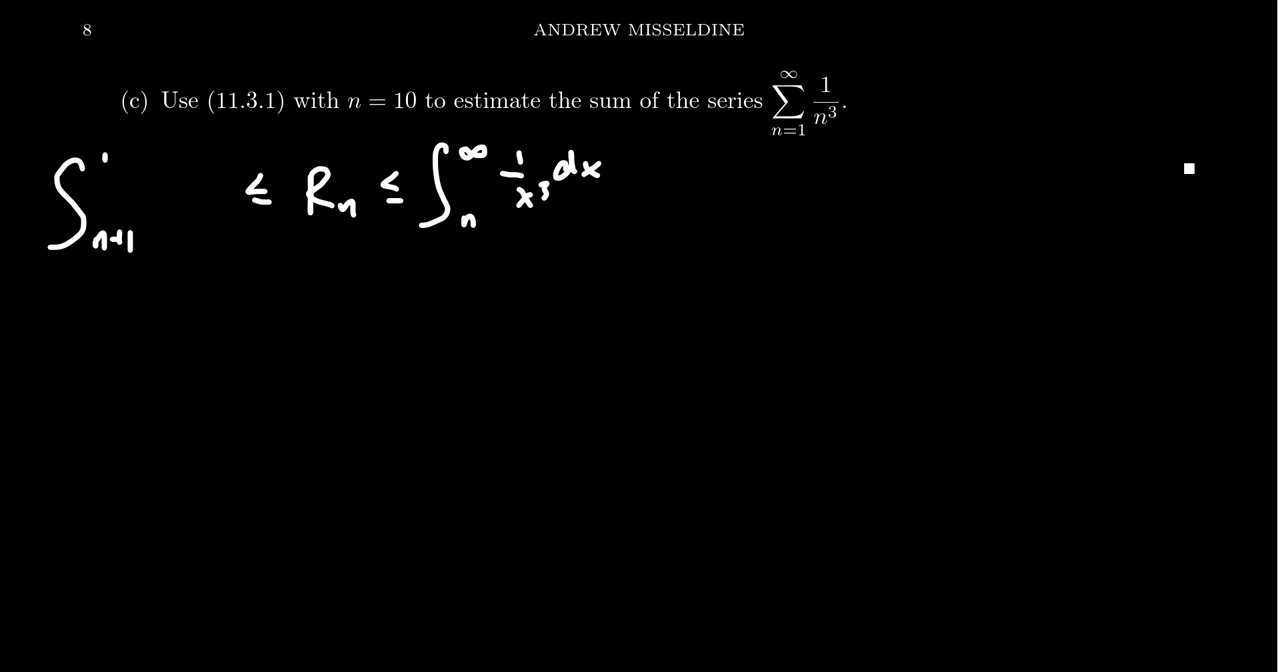 8 ANDREW MISSELDINE
(c) Use (11.3.1) with n = 10 to estimate the sum of the series ∑_{n=1}^{∞} 1/n³.
∫_{n+1} ≤ Rₙ ≤ ∫_{n}^{∞} 1/x³ dx